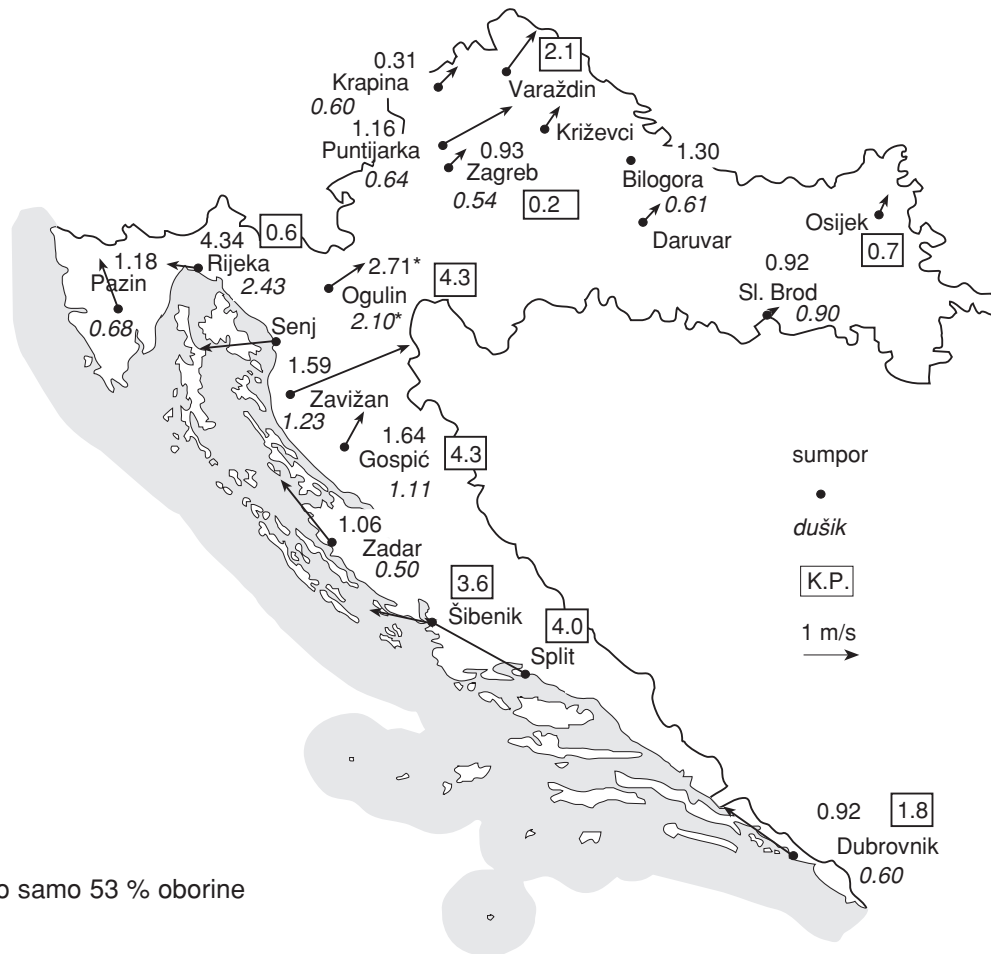 0.31
Krapina
0.60
2.1
Varaždin
1.16
Puntijarka
0.64
Križevci
0.93
Zagreb
0.54
0.2
1.30
Bilogora
0.61
Daruvar
Osijek
0.7
0.92
Sl. Brod
0.90
4.34
0.6
Rijeka
2.43
1.18
Pazin
0.68
2.71*
4.3
Ogulin
2.10*
Senj
1.59
Zavižan
1.23
1.64
Gospić
4.3
1.11
1.06
Zadar
0.50
3.6
Šibenik
4.0
Split
0.92
1.8
Dubrovnik
0.60
sumpor
dušik
K.P.
1 m/s
o samo 53 % oborine